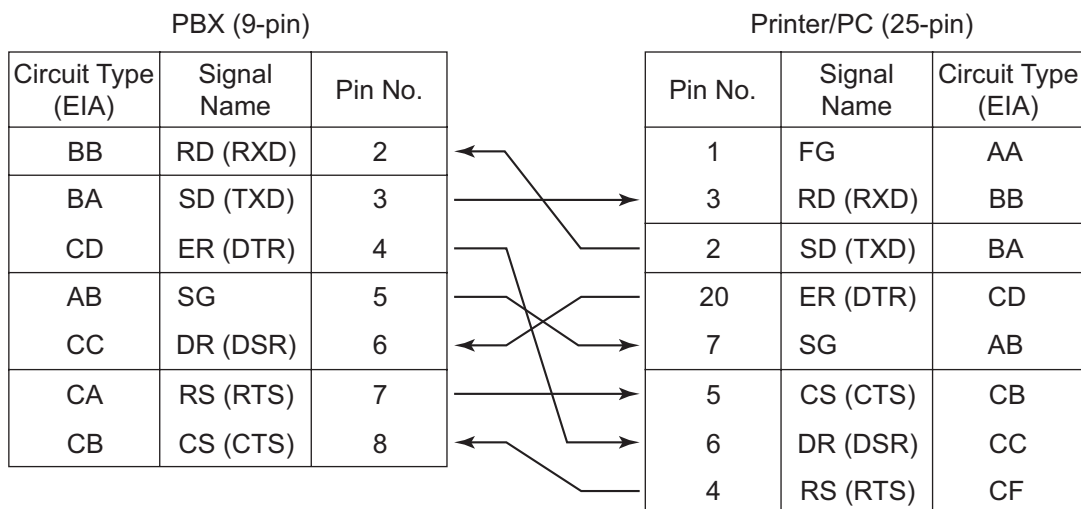 PBX (9-pin)
Circuit Type (EIA) Signal Name Pin No.
BB RD (RXD) 2
BA SD (TXD) 3
CD ER (DTR) 4
AB SG 5
CC DR (DSR) 6
CA RS (RTS) 7
CB CS (CTS) 8
Printer/PC (25-pin)
Pin No. Signal Name Circuit Type (EIA)
1 FG AA
3 RD (RXD) BB
2 SD (TXD) BA
20 ER (DTR) CD
7 SG AB
5 CS (CTS) CB
6 DR (DSR) CC
4 RS (RTS) CF